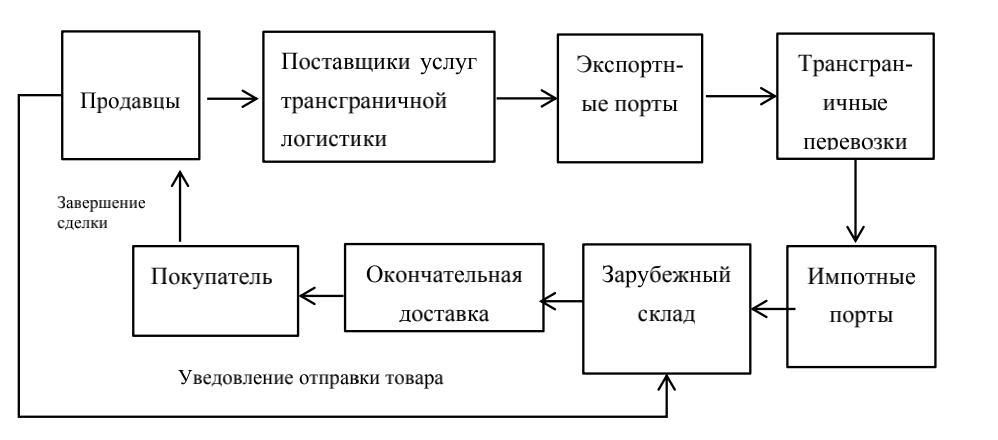 Продавцы
Поставщики услуг
трансграничной
логистики
Экспортн-
ые порты
Трансгран-
ичные
перевозки
Завершение
сделки
Покупатель
Окончательная
доставка
Зарубежный
склад
Импотные
порты
Уведовление отправки товара